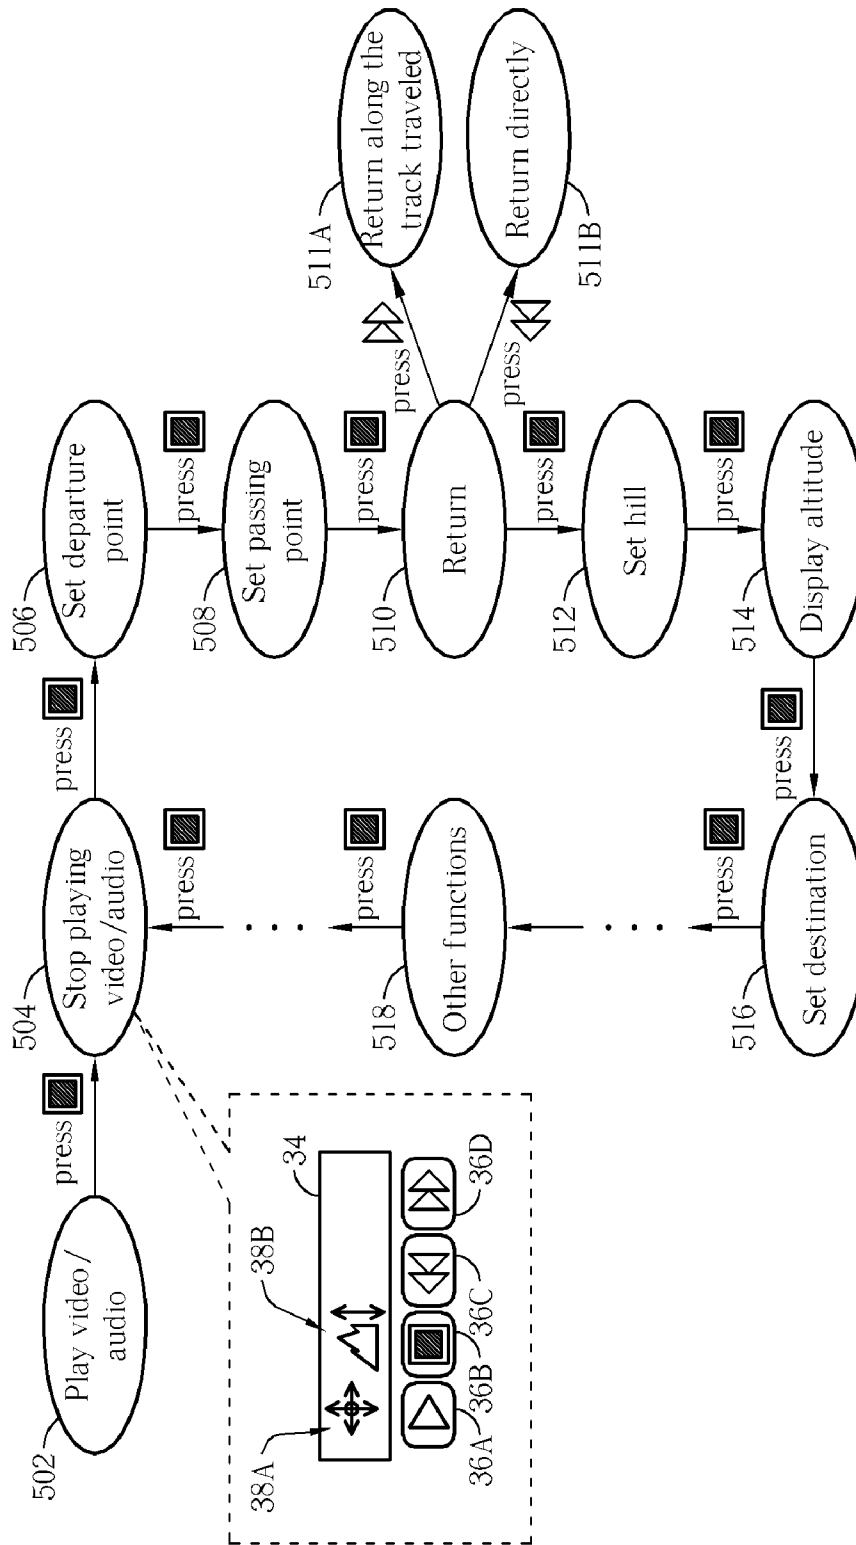 502
Play video/
audio
press
504
Stop playing
video/audio
press
506
Set departure
point
press
508
Set passing
point
press
510
Return
press
511A
Return along the
track traveled
press
511B
Return directly
press
512
Set hill
press
514
Display altitude
press
516
Set destination
press
. . .
518
Other functions
press
. . .
press
38A
38B
34
36A
36B
36C
36D